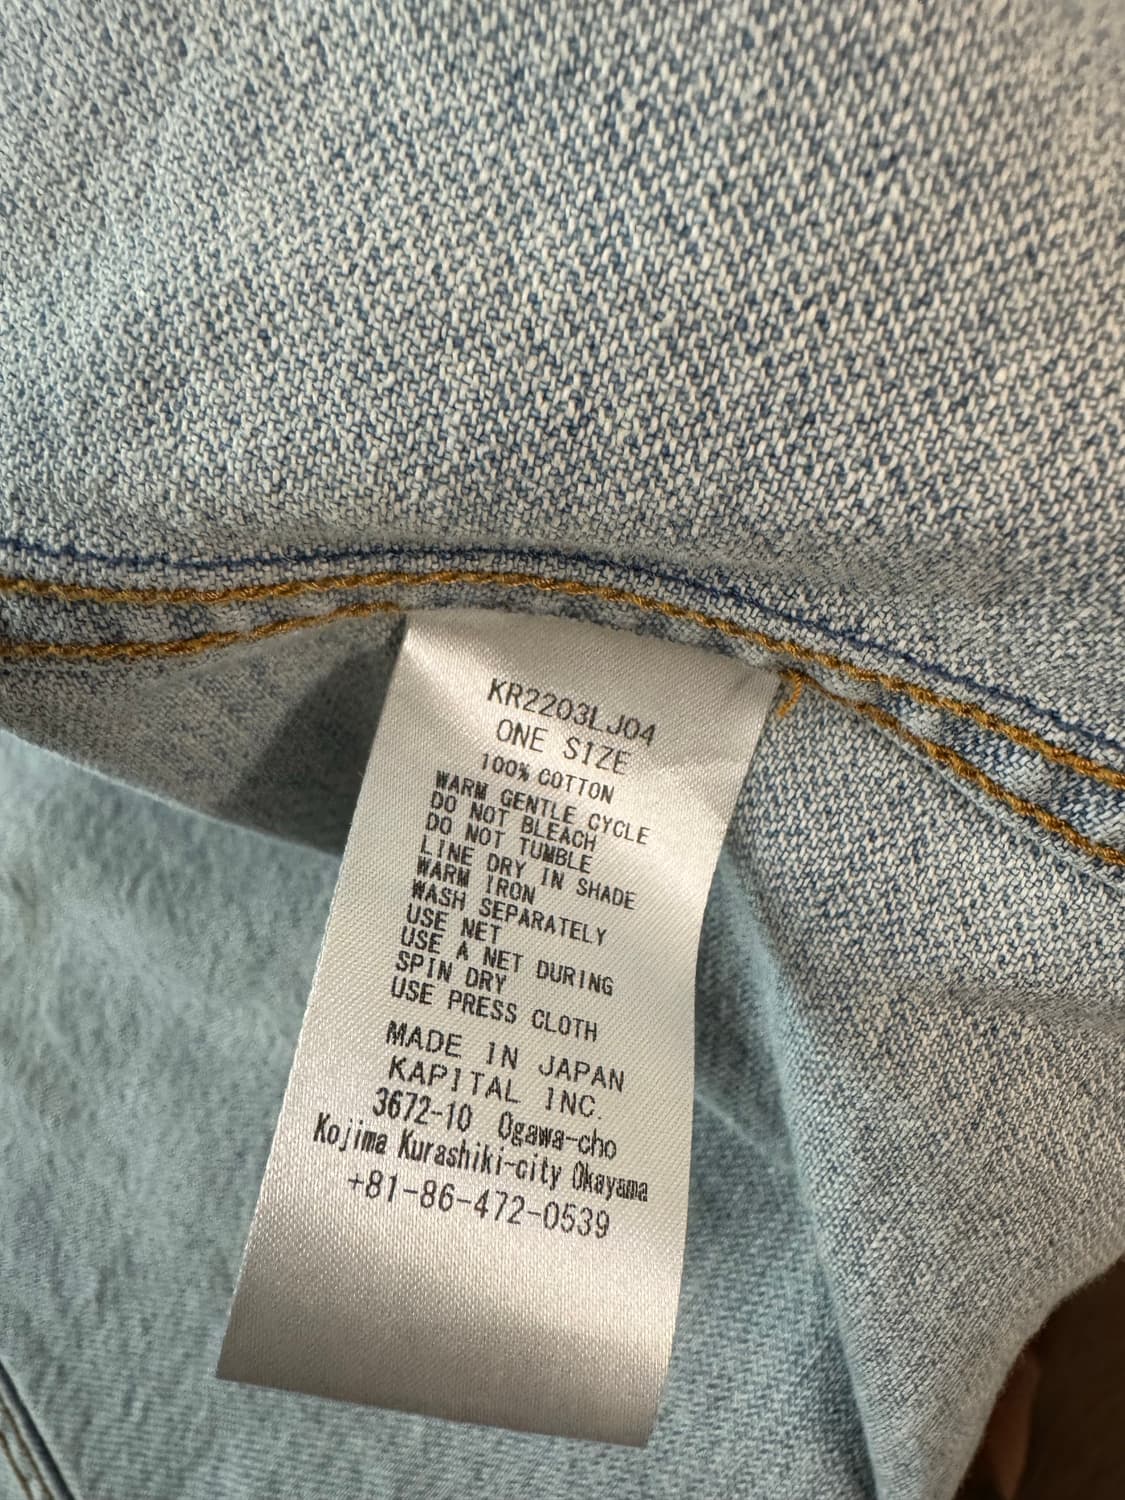 KR2203LJ04
ONE SIZE
100% COTTON
WARM GENTLE CYCLE
DO NOT BLEACH
DO NOT TUMBLE
LINE DRY IN SHADE
WARM IRON
WASH SEPARATELY
USE NET
USE A NET DURING
SPIN DRY
USE PRESS CLOTH
MADE IN JAPAN
KAPITAL INC.
3672-10 Ogawa-cho
Kojima Kurashiki-city Okayama
+81-86-472-0539